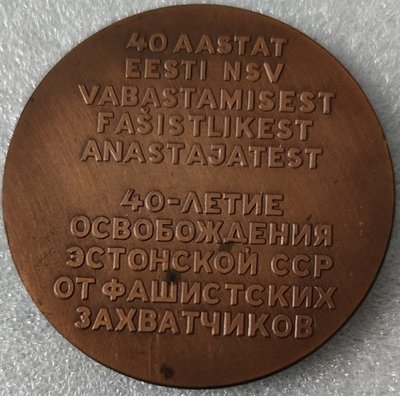 40 AASTAT
EESTI NSV
VABASTAMISEST
FAŠISTLIKEST
ANASTAJATEST
40-ЛЕТИЕ
ОСВОБОЖДЕНИЯ
ЭСТОНСКОЙ ССР
ОТ ФАШИСТСКИХ
ЗАХВАТЧИКОВ